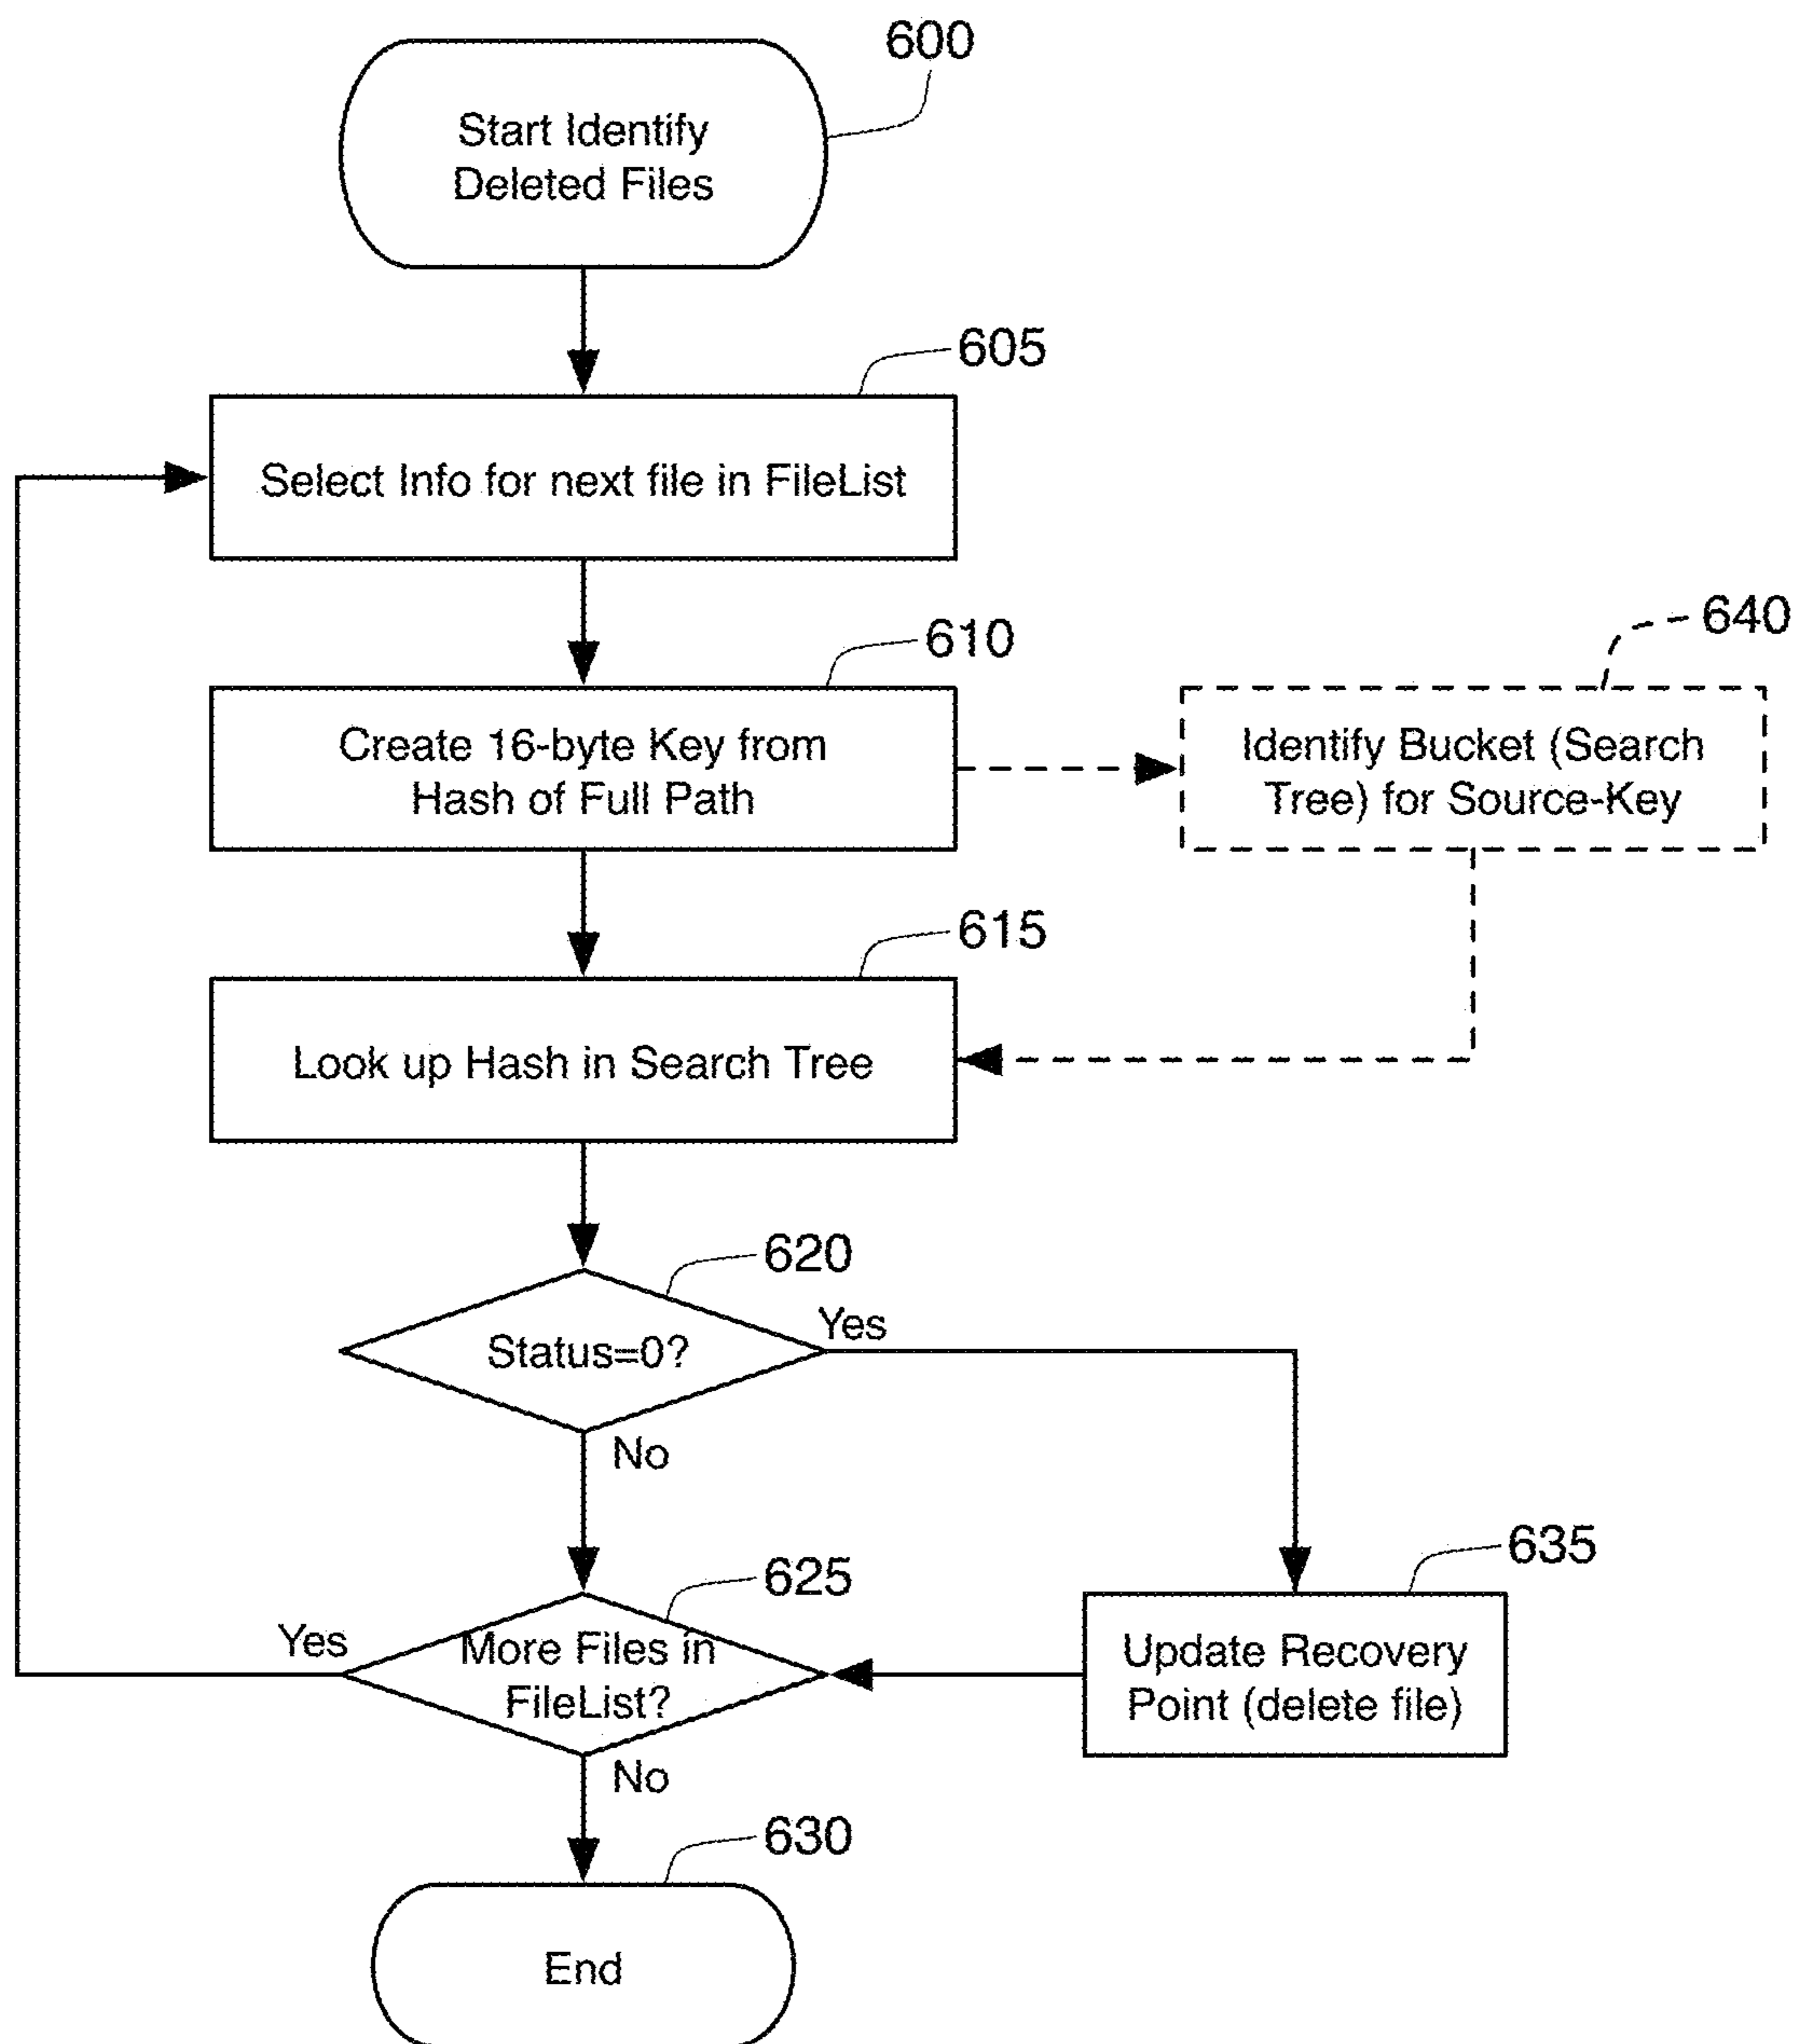 600
Start Identify
Deleted Files
605
Select Info for next file in FileList
610
640
Create 16-byte Key from
Hash of Full Path
Identify Bucket (Search
Tree) for Source-Key
615
Look up Hash in Search Tree
620
Yes
Status=0?
No
635
625
Yes
More Files in
FileList?
Update Recovery
Point (delete file)
No
630
End